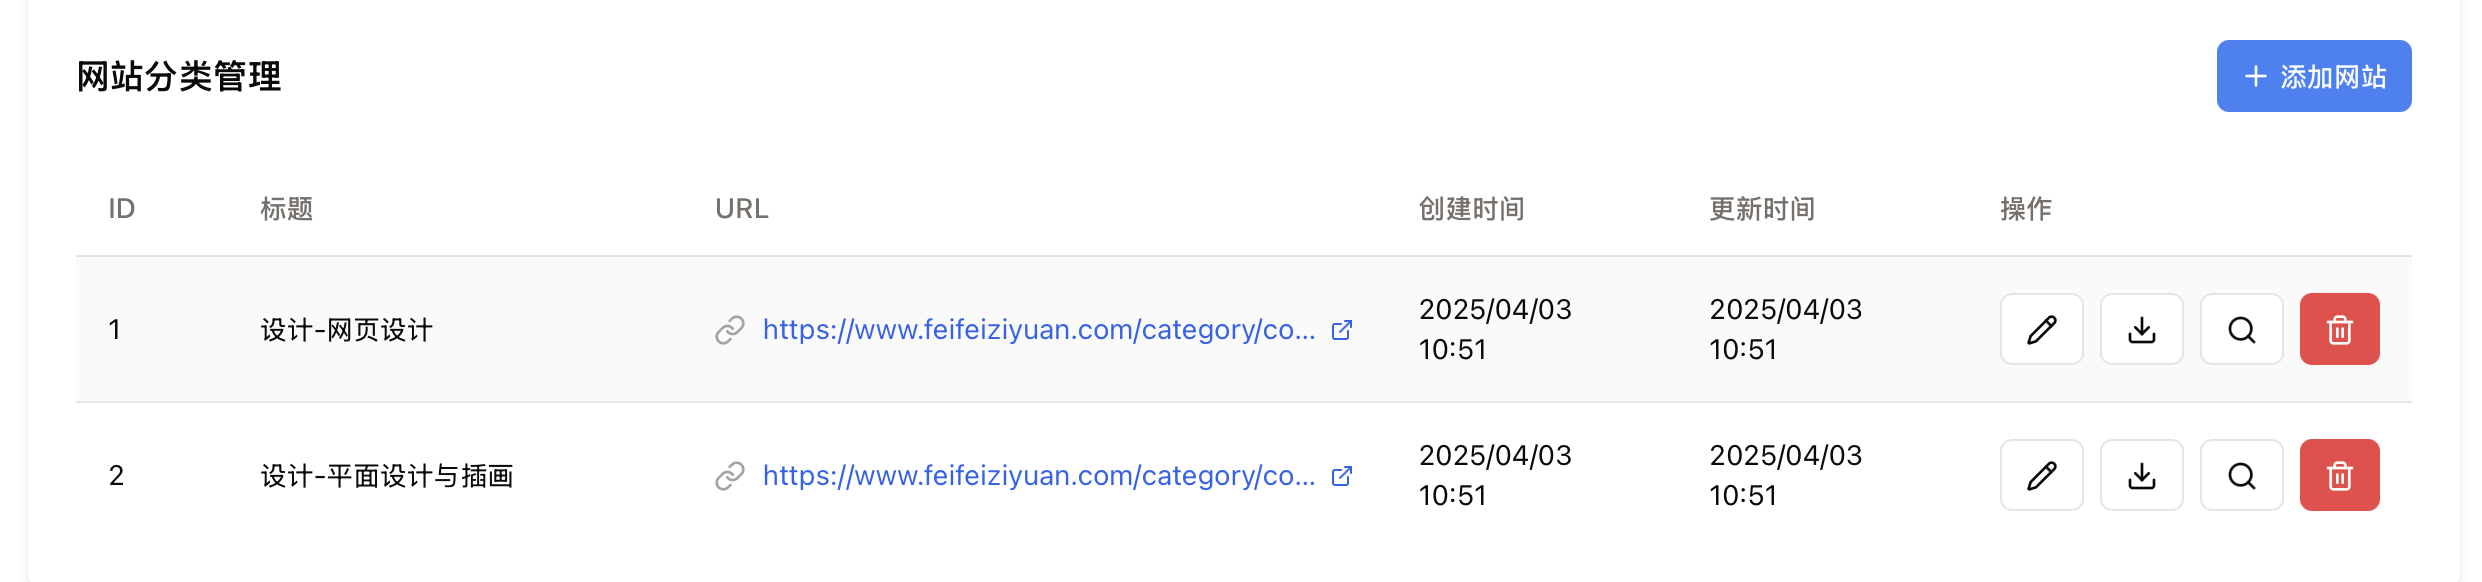 网站分类管理
添加网站
ID 标题 URL 创建时间 更新时间 操作
1 设计-网页设计 https://www.feifeiziyuan.com/category/co... 2025/04/03 2025/04/03
10:51 10:51
2 设计-平面设计与插画 https://www.feifeiziyuan.com/category/co... 2025/04/03 2025/04/03
10:51 10:51